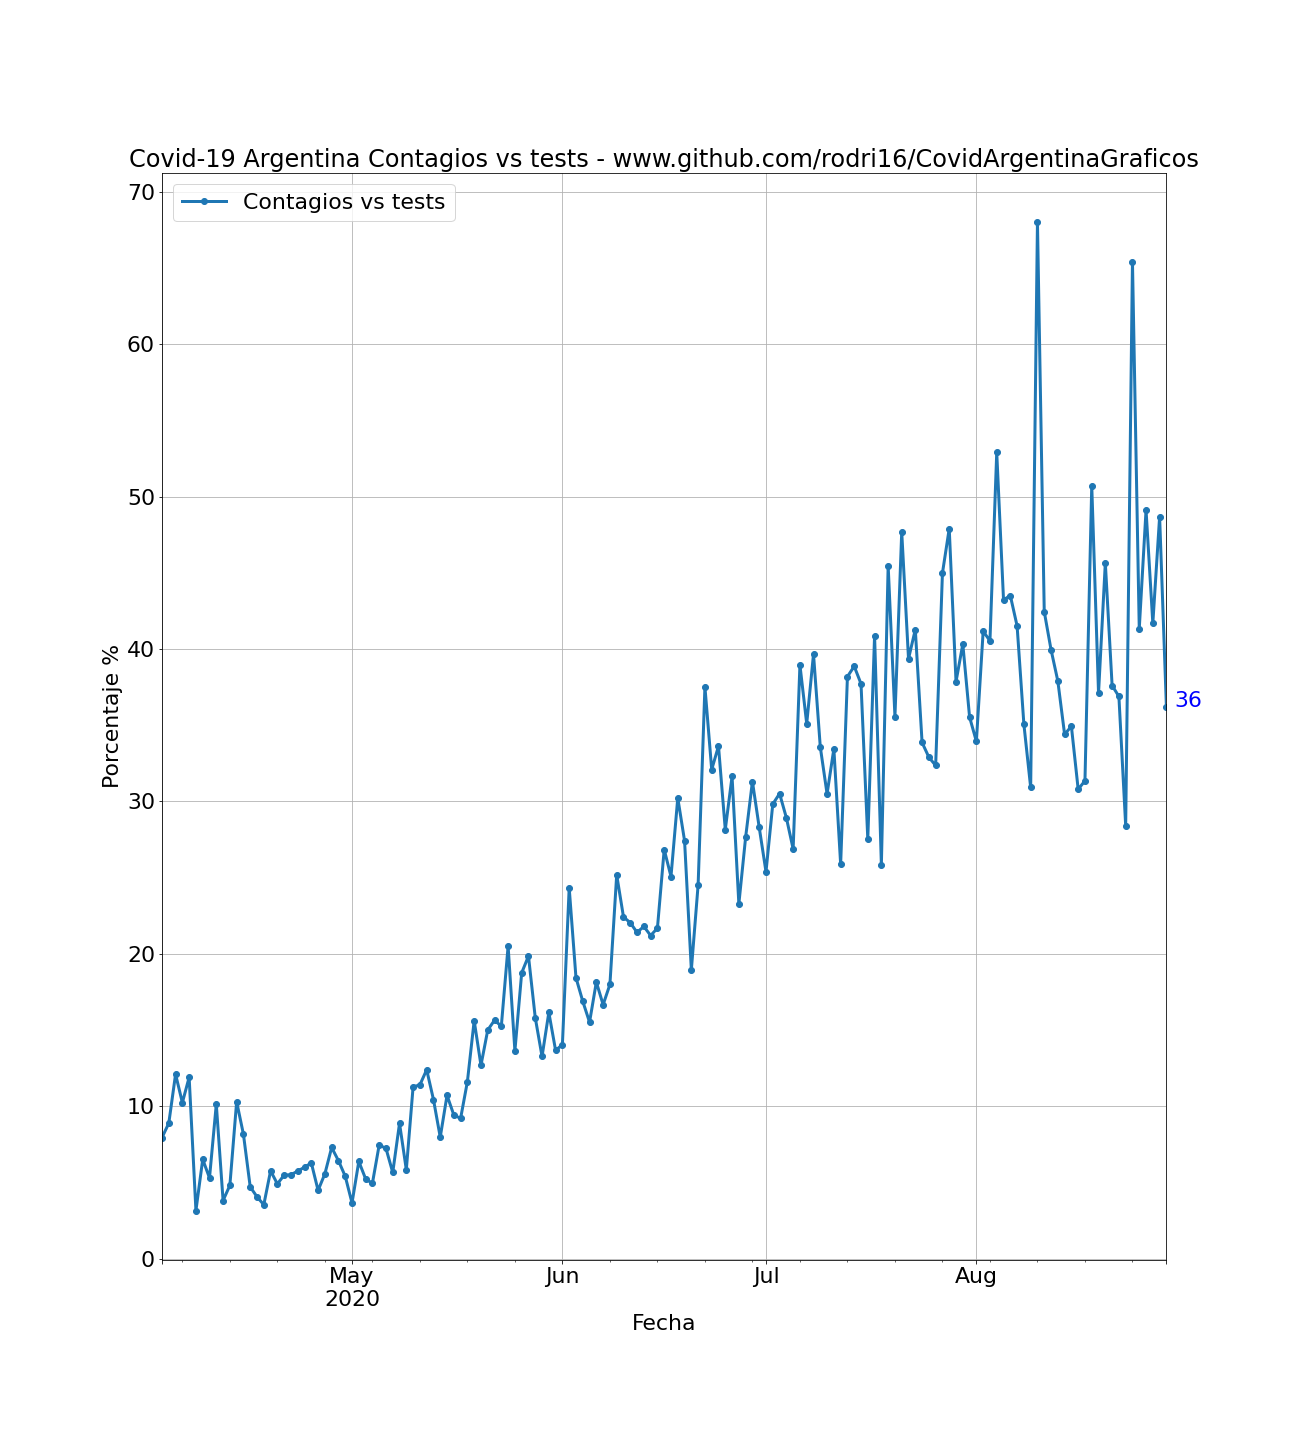 Covid-19 Argentina Contagios vs tests - www.github.com/rodri16/CovidArgentinaGraficos
Contagios vs tests
70
60
50
40
30
20
10
0
Porcentaje %
36
May
2020
Jun
Jul
Aug
Fecha